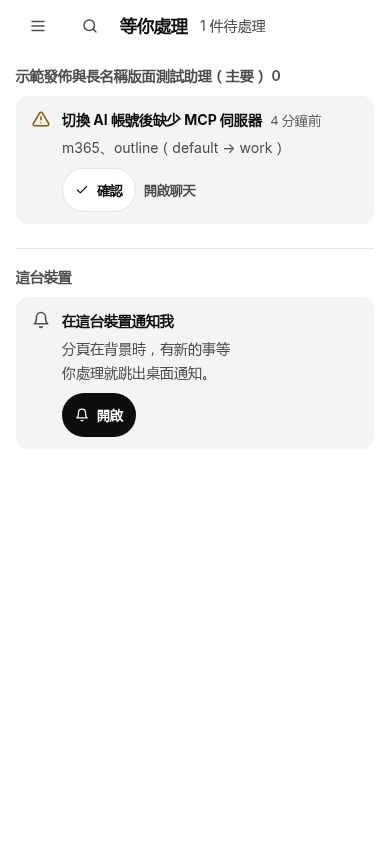 等你處理 1 件待處理
示範發佈與長名稱版面測試助理（主要） 0
切換 AI 帳號後缺少 MCP 伺服器 4 分鐘前
m365、outline（default → work）
確認 開啟聊天
這台裝置
在這台裝置通知我
分頁在背景時，有新的事等
你處理就跳出桌面通知。
開啟